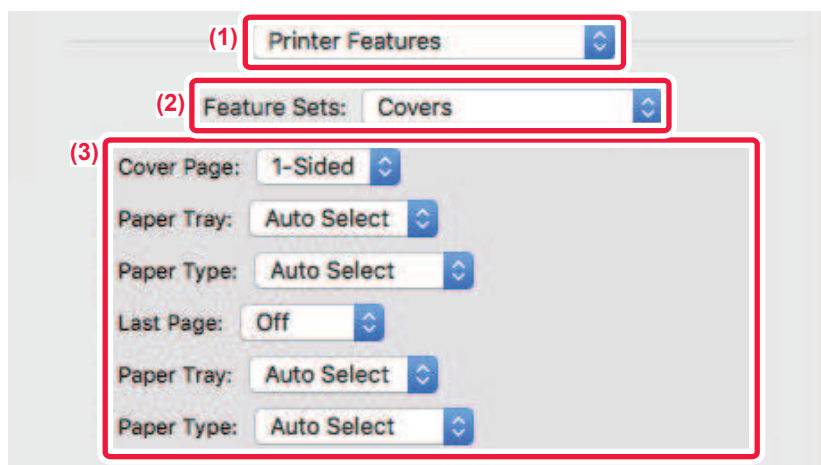 (1) Printer Features
(2) Feature Sets: Covers
(3)
Cover Page: 1-Sided
Paper Tray: Auto Select
Paper Type: Auto Select
Last Page: Off
Paper Tray: Auto Select
Paper Type: Auto Select